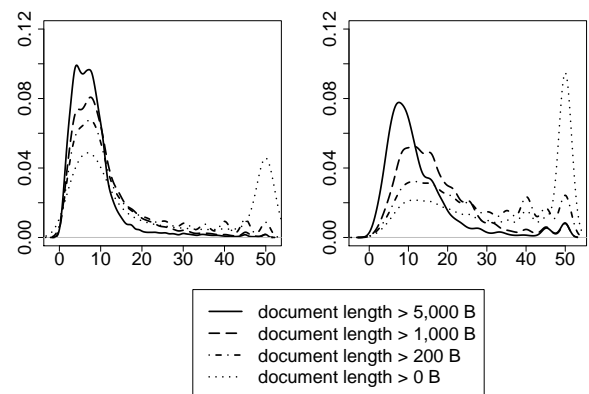 0.12
0.08
0.04
0.00
0 10 20 30 40 50
0.12
0.08
0.04
0.00
0 10 20 30 40 50
document length > 5,000 B
document length > 1,000 B
document length > 200 B
document length > 0 B